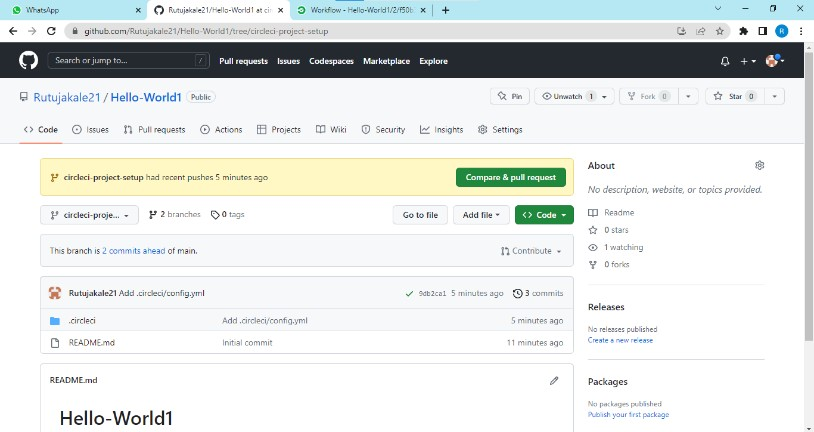 WhatsApp
Rutujakale21/Hello-World1 at cir
Workflow - Hello-World1/2/f50b
github.com/Rutujakale21/Hello-World1/tree/circleci-project-setup
R
Search or jump to...
/
Pull requests Issues Codespaces Marketplace Explore
Rutujakale21 / Hello-World1 Public
Pin
Unwatch 1
Fork 0
Star 0
Code Issues Pull requests Actions Projects Wiki Security Insights Settings
circleci-project-setup had recent pushes 5 minutes ago
Compare & pull request
circleci-proje...
2 branches
0 tags
Go to file
Add file
Code
This branch is 2 commits ahead of main.
Contribute
Rutujakale21 Add .circleci/config.yml
9db2ca1 5 minutes ago
3 commits
.circleci Add .circleci/config.yml 5 minutes ago
README.md Initial commit 11 minutes ago
README.md
Hello-World1
About
No description, website, or topics provided.
Readme
0 stars
1 watching
0 forks
Releases
No releases published
Create a new release
Packages
No packages published
Publish your first package